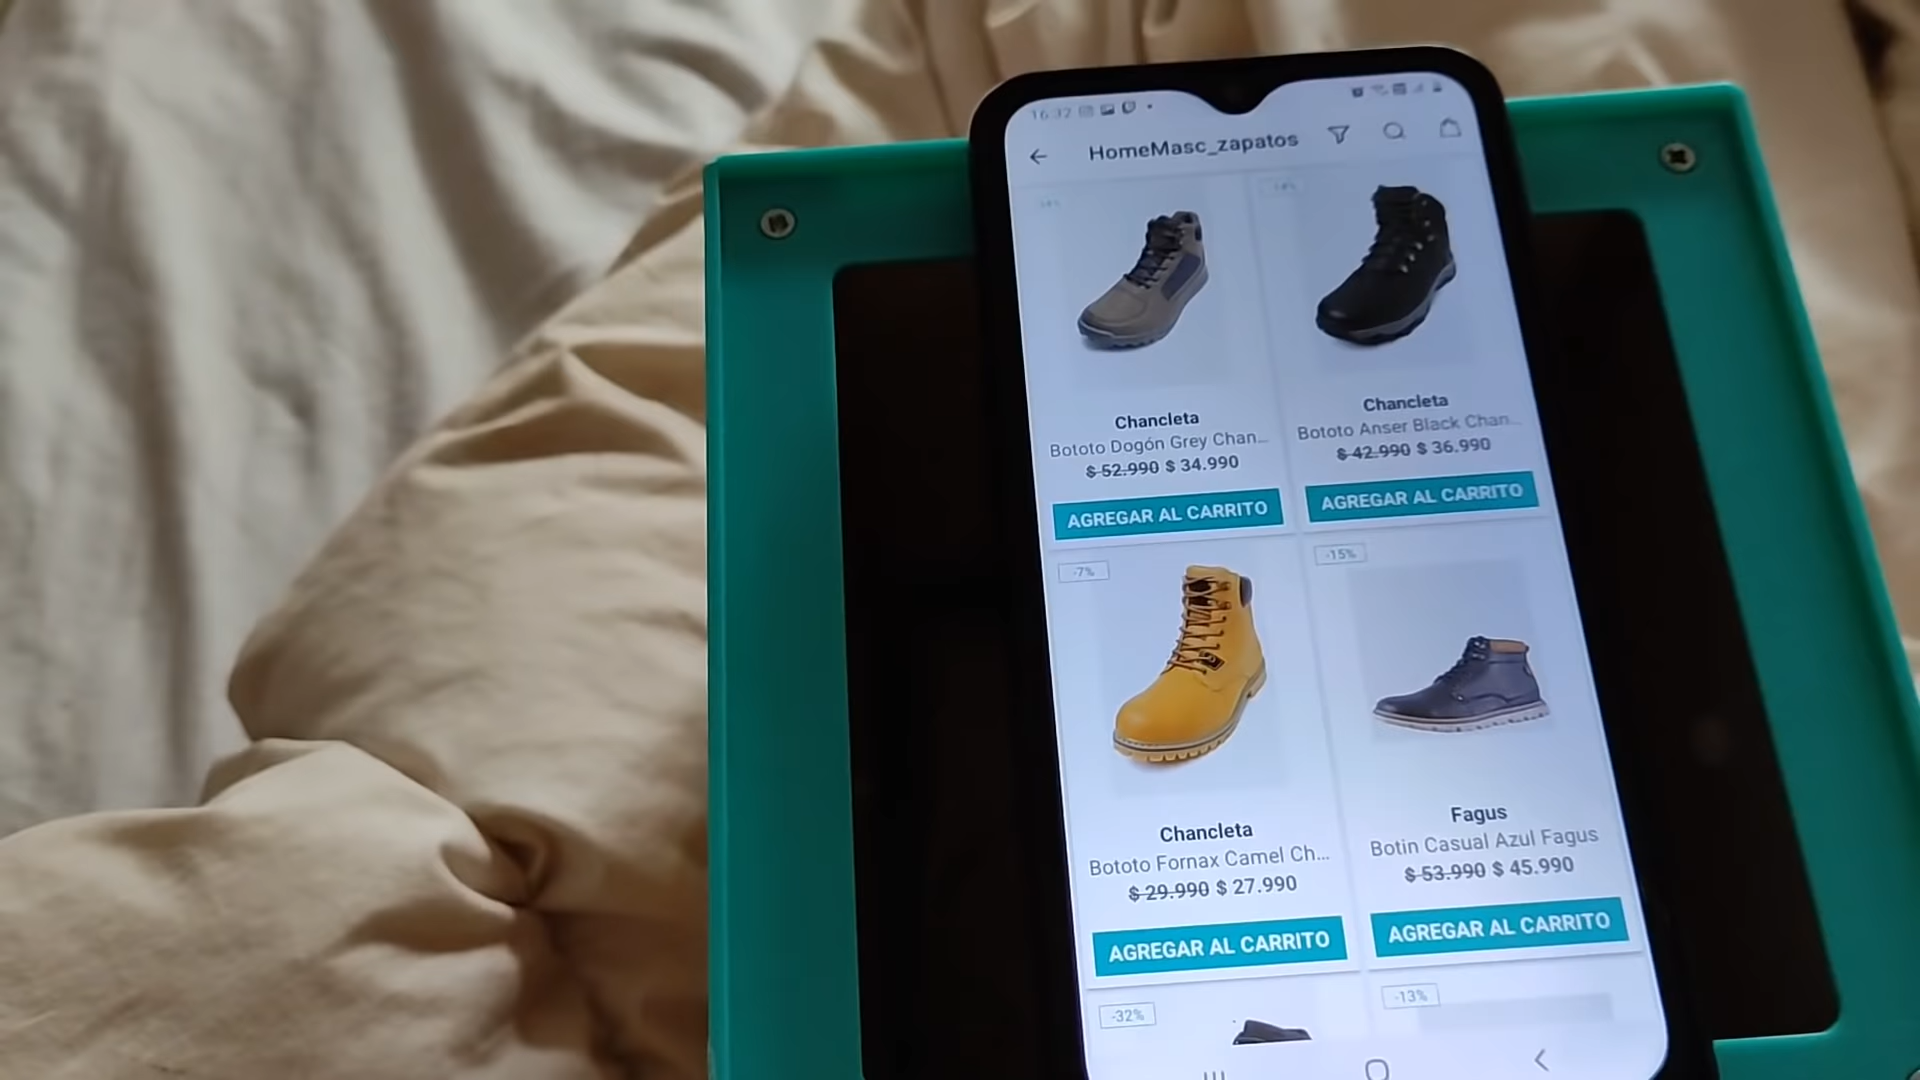 16:32
HomeMasc_zapatos
-14%
Chancleta
Bototo Dogón Grey Chan...
$ 52.990 $ 34.990
AGREGAR AL CARRITO
Chancleta
Bototo Anser Black Chan...
$ 42.990 $ 36.990
AGREGAR AL CARRITO
-7%
Chancleta
Bototo Fornax Camel Ch...
$ 29.990 $ 27.990
AGREGAR AL CARRITO
-15%
Fagus
Botin Casual Azul Fagus
$ 53.990 $ 45.990
AGREGAR AL CARRITO
-32%
-13%